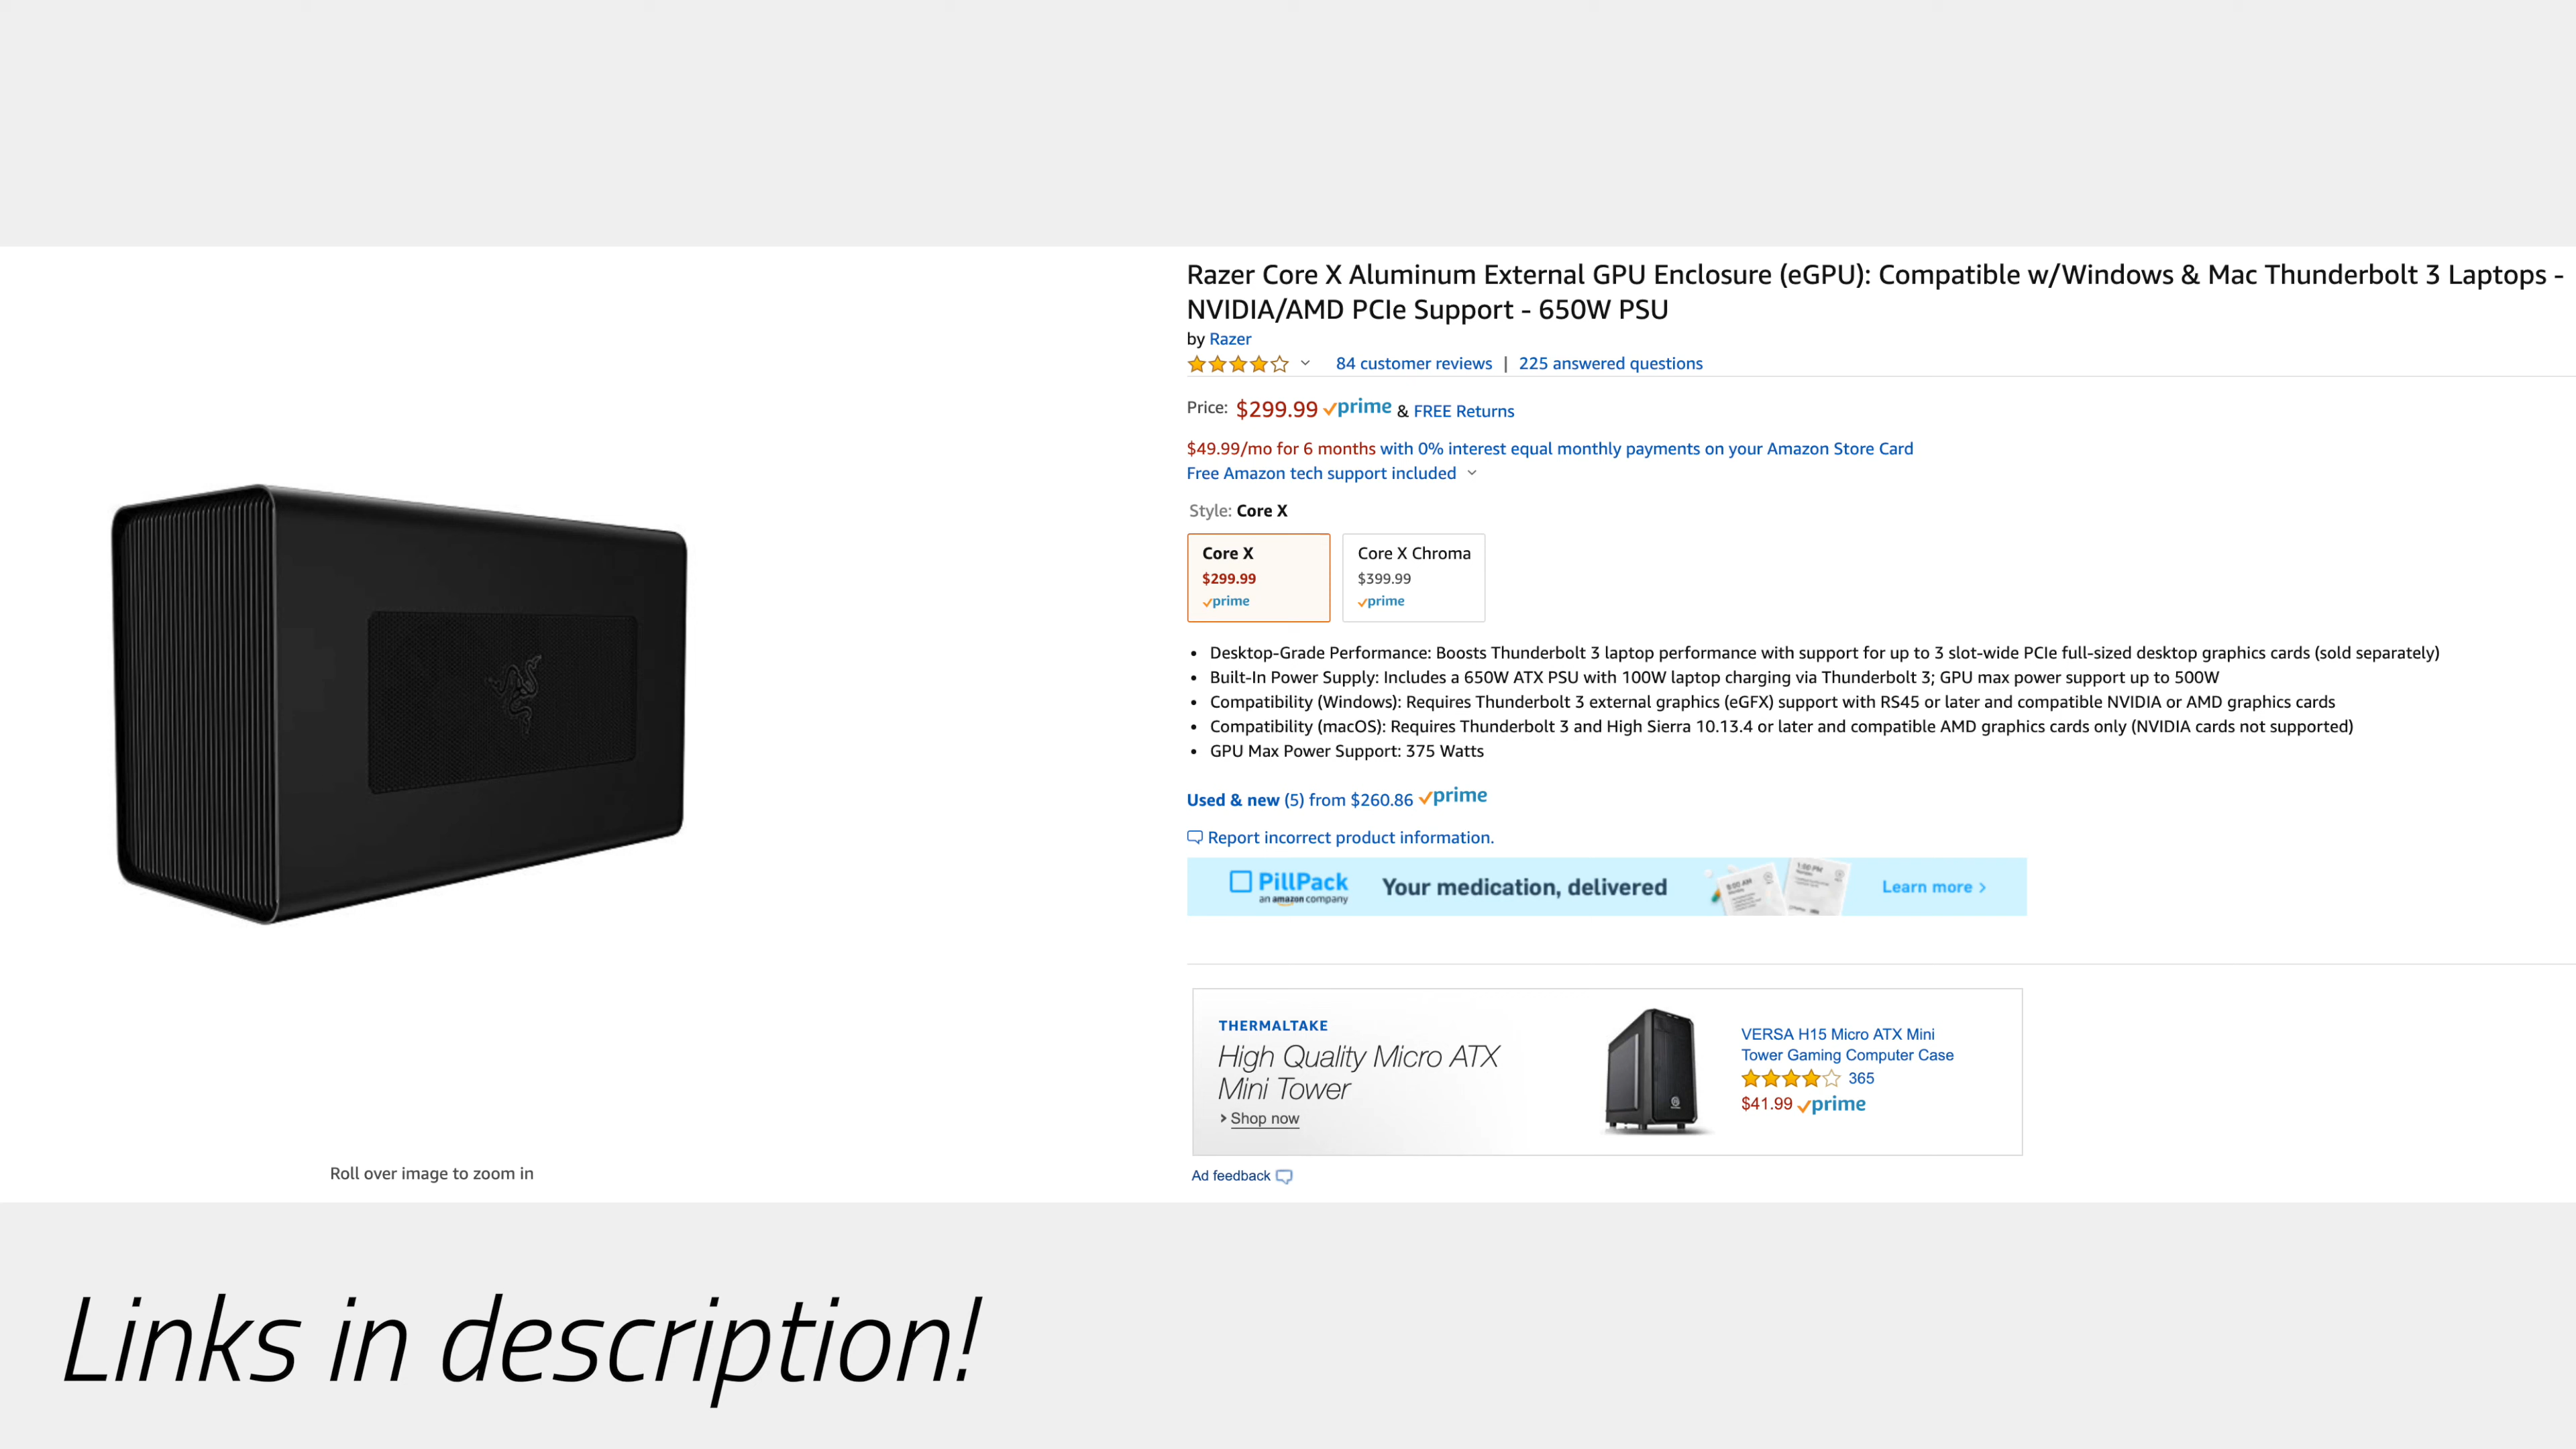 Razer Core X Aluminum External GPU Enclosure (eGPU): Compatible w/Windows & Mac Thunderbolt 3 Laptops -
NVIDIA/AMD PCIe Support - 650W PSU
by Razer
84 customer reviews | 225 answered questions
Price: $299.99 prime & FREE Returns
$49.99/mo for 6 months with 0% interest equal monthly payments on your Amazon Store Card
Free Amazon tech support included
Style: Core X
Core X
$299.99
prime
Core X Chroma
$399.99
prime
• Desktop-Grade Performance: Boosts Thunderbolt 3 laptop performance with support for up to 3 slot-wide PCIe full-sized desktop graphics cards (sold separately)
• Built-In Power Supply: Includes a 650W ATX PSU with 100W laptop charging via Thunderbolt 3; GPU max power support up to 500W
• Compatibility (Windows): Requires Thunderbolt 3 external graphics (eGFX) support with RS45 or later and compatible NVIDIA or AMD graphics cards
• Compatibility (macOS): Requires Thunderbolt 3 and High Sierra 10.13.4 or later and compatible AMD graphics cards only (NVIDIA cards not supported)
• GPU Max Power Support: 375 Watts
Used & new (5) from $260.86 prime
Report incorrect product information.
PillPack
an amazon company
Your medication, delivered
8:00 AM
1:00 PM
Learn more >
THERMALTAKE
High Quality Micro ATX
Mini Tower
› Shop now
VERSA H15 Micro ATX Mini
Tower Gaming Computer Case
365
$41.99 prime
Ad feedback
Roll over image to zoom in
Links in description!